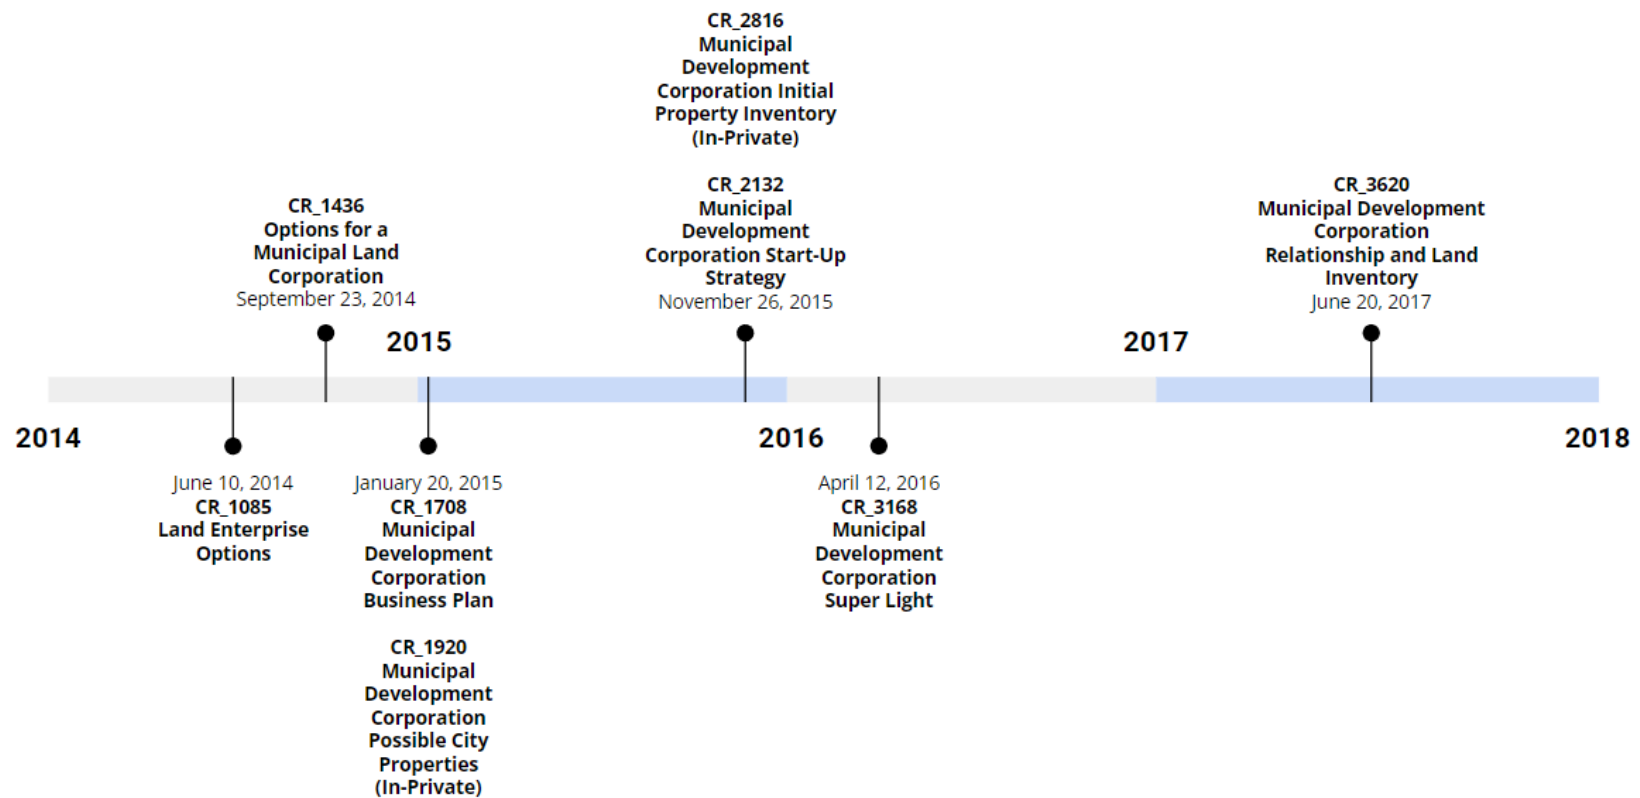 CR_2816
Municipal
Development
Corporation Initial
Property Inventory
(In-Private)
CR_2132
Municipal
Development
Corporation Start-Up
Strategy
November 26, 2015
CR_1436
Options for a
Municipal Land
Corporation
September 23, 2014
CR_3620
Municipal Development
Corporation
Relationship and Land
Inventory
June 20, 2017
2015
2017
2014
2016
2018
June 10, 2014
CR_1085
Land Enterprise
Options
January 20, 2015
CR_1708
Municipal
Development
Corporation
Business Plan
CR_1920
Municipal
Development
Corporation
Possible City
Properties
(In-Private)
April 12, 2016
CR_3168
Municipal
Development
Corporation
Super Light